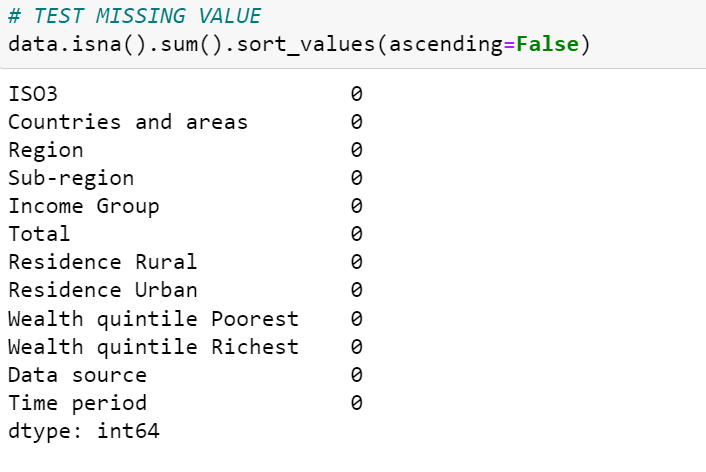 # TEST MISSING VALUE
data.isna().sum().sort_values(ascending=False)
ISO3 0
Countries and areas 0
Region 0
Sub-region 0
Income Group 0
Total 0
Residence Rural 0
Residence Urban 0
Wealth quintile Poorest 0
Wealth quintile Richest 0
Data source 0
Time period 0
dtype: int64